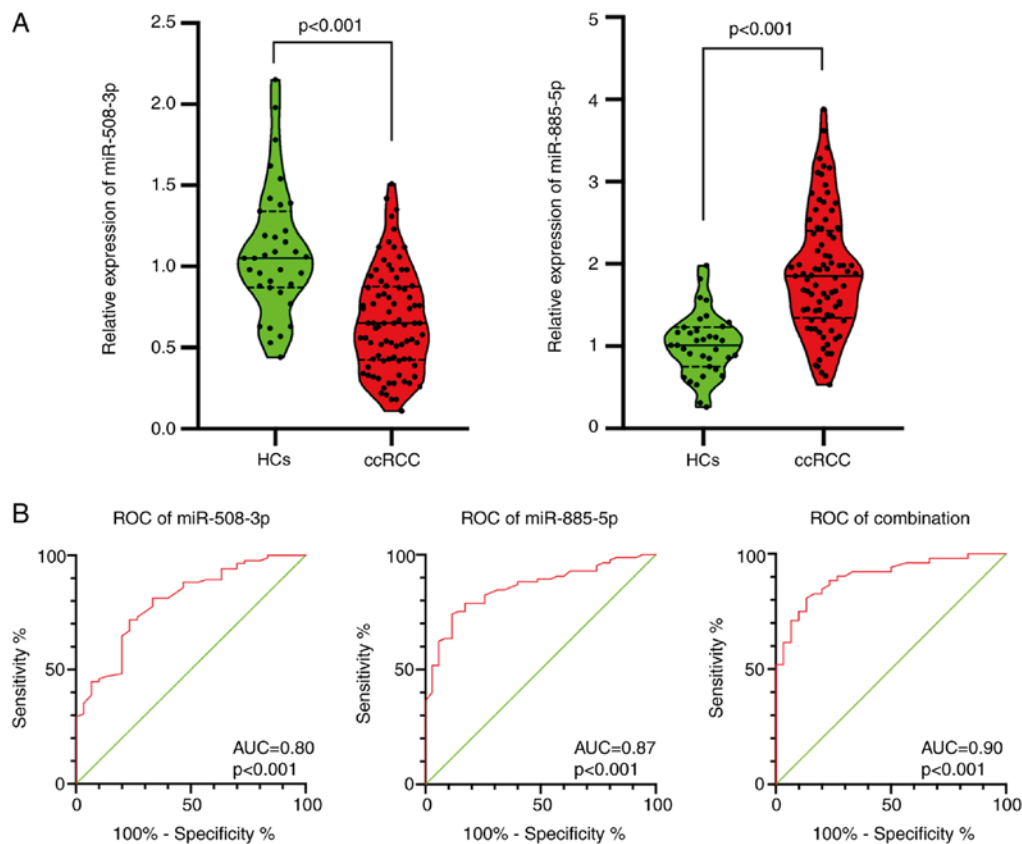 A
Relative expression of miR-508-3p
2.5
2.0
1.5
1.0
0.5
0.0
p<0.001
HCs
ccRCC
Relative expression of miR-885-5p
5
4
3
2
1
0
p<0.001
HCs
ccRCC
B
ROC of miR-508-3p
Sensitivity %
100
50
0
0
50
100
AUC=0.80
p<0.001
100% - Specificity %
ROC of miR-885-5p
Sensitivity %
100
50
0
0
50
100
AUC=0.87
p<0.001
100% - Specificity %
ROC of combination
Sensitivity %
100
50
0
0
50
100
AUC=0.90
p<0.001
100% - Specificity %